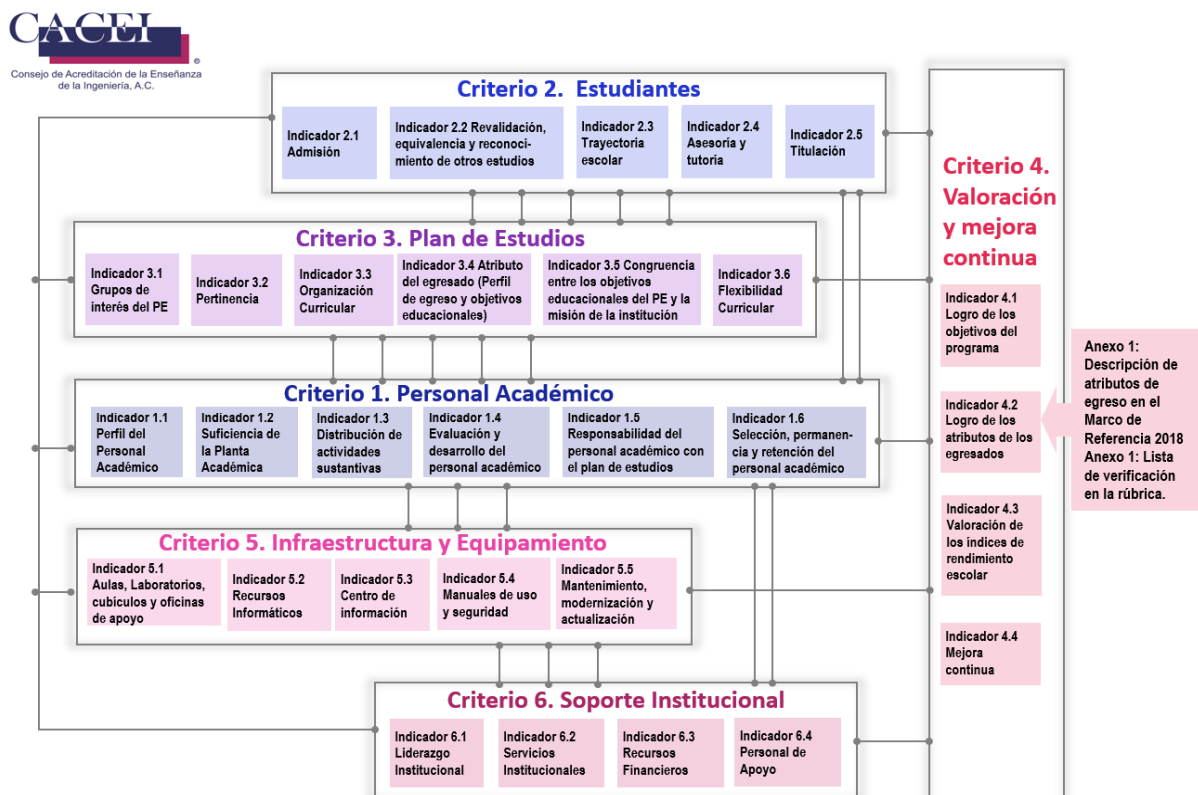 CACEI
®
Consejo de Acreditación de la Enseñanza
de la Ingeniería, A.C.
Criterio 2. Estudiantes
Indicador 2.1
Admisión
Indicador 2.2 Revalidación,
equivalencia y reconoci-
miento de otros estudios
Indicador 2.3
Trayectoria
escolar
Indicador 2.4
Asesoría y
tutoría
Indicador 2.5
Titulación
Criterio 3. Plan de Estudios
Indicador 3.1
Grupos de
interés del PE
Indicador 3.2
Pertinencia
Indicador 3.3
Organización
Curricular
Indicador 3.4 Atributo
del egresado (Perfil
de egreso y objetivos
educacionales)
Indicador 3.5 Congruencia
entre los objetivos
educacionales del PE y la
misión de la institución
Indicador 3.6
Flexibilidad
Curricular
Criterio 1. Personal Académico
Indicador 1.1
Perfil del
Personal
Académico
Indicador 1.2
Suficiencia de
la Planta
Académica
Indicador 1.3
Distribución de
actividades
sustantivas
Indicador 1.4
Evaluación y
desarrollo del
personal académico
Indicador 1.5
Responsabilidad del
personal académico con
el plan de estudios
Indicador 1.6
Selección, permanen-
cia y retención del
personal académico
Criterio 5. Infraestructura y Equipamiento
Indicador 5.1
Aulas, Laboratorios,
cubículos y oficinas
de apoyo
Indicador 5.2
Recursos
Informáticos
Indicador 5.3
Centro de
información
Indicador 5.4
Manuales de uso
y seguridad
Indicador 5.5
Mantenimiento,
modernización y
actualización
Criterio 6. Soporte Institucional
Indicador 6.1
Liderazgo
Institucional
Indicador 6.2
Servicios
Institucionales
Indicador 6.3
Recursos
Financieros
Indicador 6.4
Personal de
Apoyo
Criterio 4.
Valoración
y mejora
continua
Indicador 4.1
Logro de los
objetivos del
programa
Indicador 4.2
Logro de los
atributos de los
egresados
Indicador 4.3
Valoración de
los índices de
rendimiento
escolar
Indicador 4.4
Mejora
continua
Anexo 1:
Descripción de
atributos de
egreso en el
Marco de
Referencia 2018
Anexo 1: Lista
de verificación
en la rúbrica.